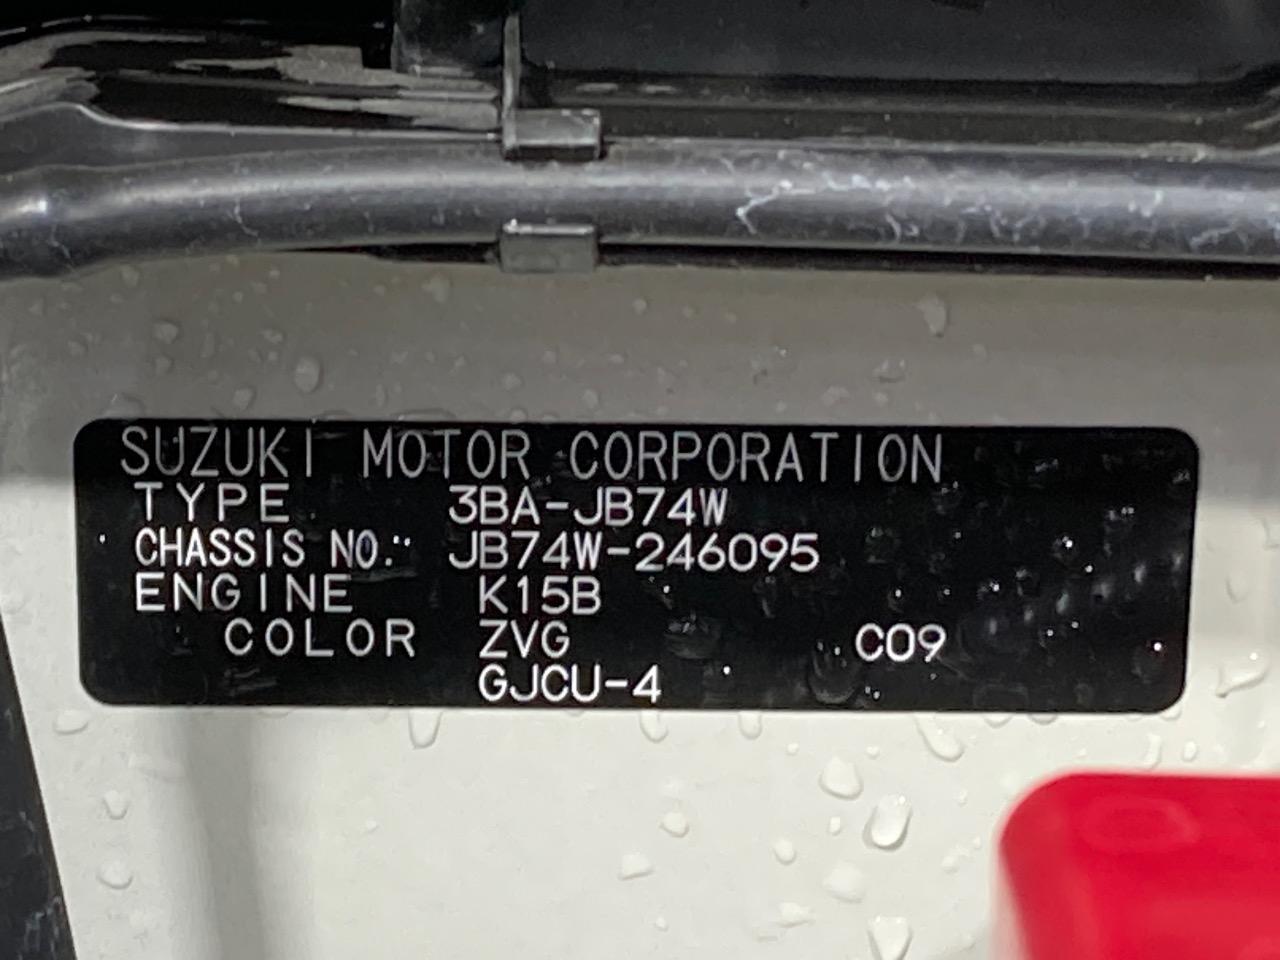 SUZUKI MOTOR CORPORATION
TYPE 3BA-JB74W
CHASSIS NO. JB74W-246095
ENGINE K15B
COLOR ZVG C09
GJCU-4